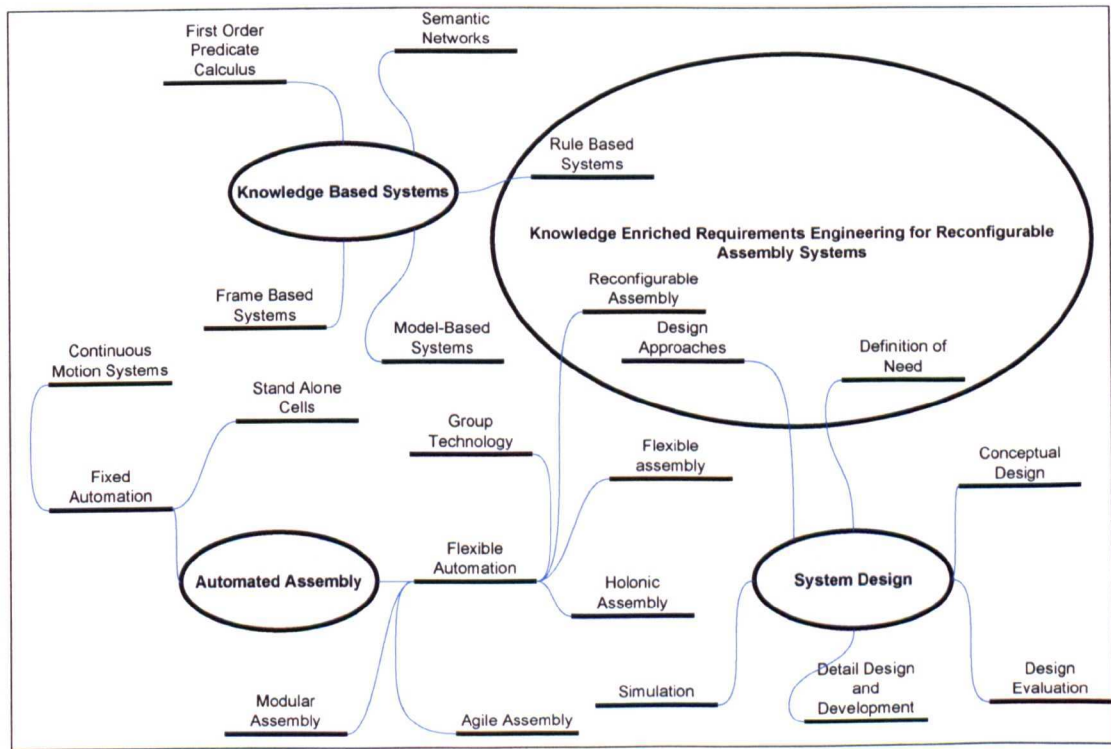 First Order
Predicate
Calculus
Semantic
Networks
Rule Based
Systems
Knowledge Based Systems
Knowledge Enriched Requirements Engineering for Reconfigurable
Assembly Systems
Frame Based
Systems
Model-Based
Systems
Reconfigurable
Assembly
Design
Approaches
Definition of
Need
Continuous
Motion Systems
Stand Alone
Cells
Group
Technology
Flexible
assembly
Conceptual
Design
Fixed
Automation
Automated Assembly
Flexible
Automation
Holonic
Assembly
System Design
Modular
Assembly
Agile Assembly
Simulation
Detail Design
and
Development
Design
Evaluation